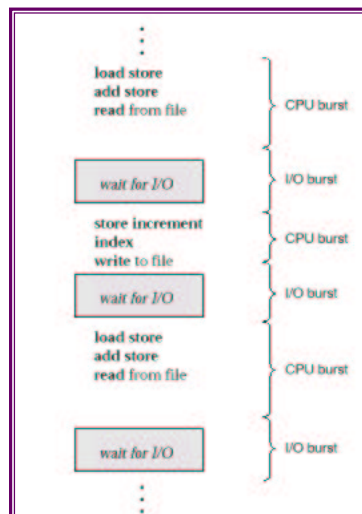 load store
add store
read from file
CPU burst
wait for I/O
I/O burst
store increment
index
write to file
CPU burst
wait for I/O
I/O burst
load store
add store
read from file
CPU burst
wait for I/O
I/O burst